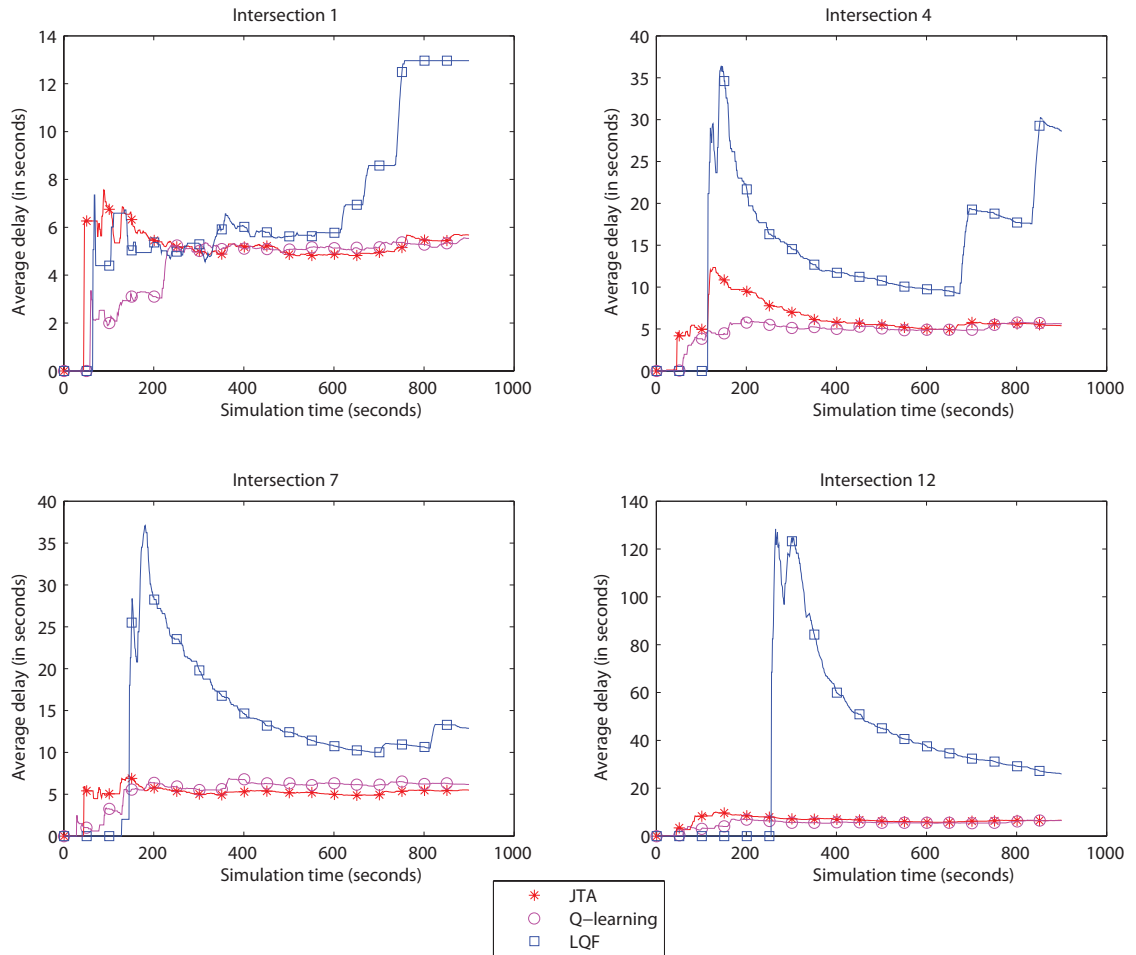 Intersection 1
Average delay (in seconds)
14
12
10
8
6
4
2
0
0 200 400 600 800 1000
Simulation time (seconds)
Intersection 4
Average delay (in seconds)
40
35
30
25
20
15
10
5
0
0 200 400 600 800 1000
Simulation time (seconds)
Intersection 7
Average delay (in seconds)
40
35
30
25
20
15
10
5
0
0 200 400 600 800 1000
Simulation time (seconds)
Intersection 12
Average delay (in seconds)
140
120
100
80
60
40
20
0
0 200 400 600 800 1000
Simulation time (seconds)
JTA
Q−learning
LQF